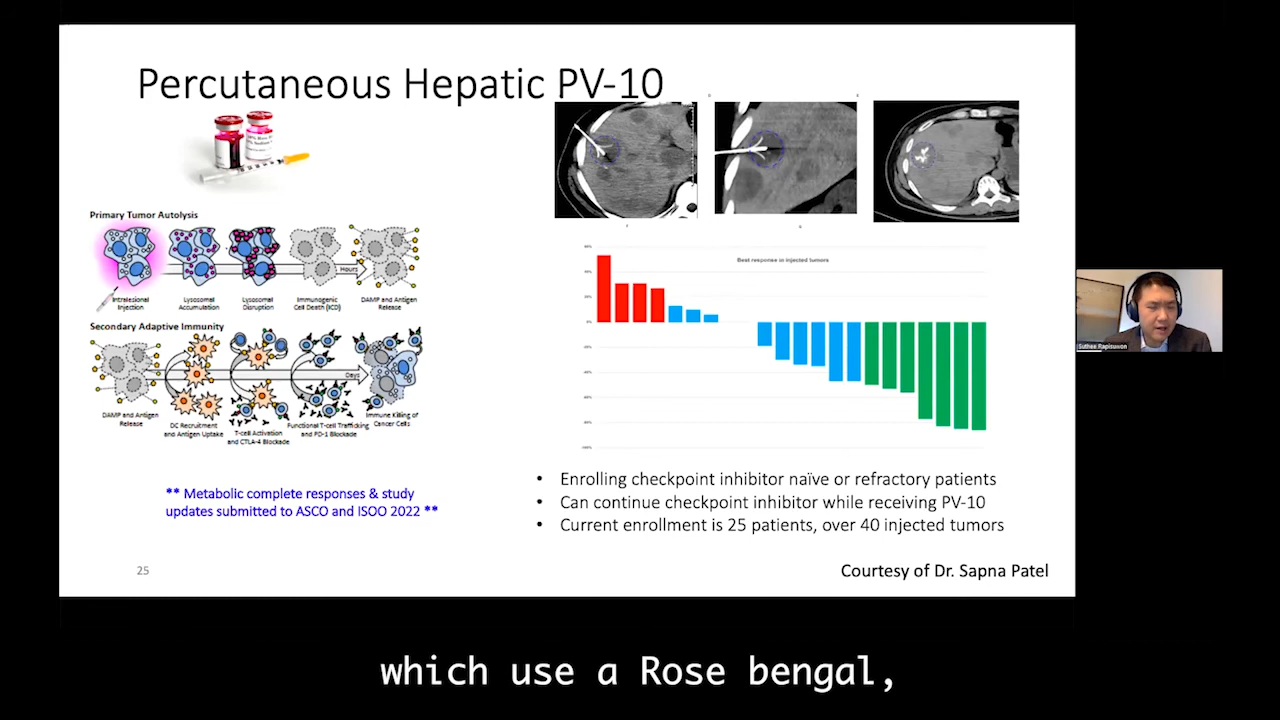 Percutaneous Hepatic PV-10
Primary Tumor Autolysis
Hours
Intralesional
Injection
Lysosomal
Accumulation
Lysosomal
Disruption
Immunogenic
Cell Death (ICD)
DAMP and Antigen
Release
Secondary Adaptive Immunity
Days
DAMP and Antigen
Release
DC Recruitment
and Antigen Uptake
T-cell Activation
and CTLA-4 Blockade
Functional T-cell Trafficking
and PD-1 Blockade
Immune Killing of
Cancer Cells
** Metabolic complete responses & study
updates submitted to ASCO and ISOO 2022 **
Best response in injected tumors
• Enrolling checkpoint inhibitor naïve or refractory patients
• Can continue checkpoint inhibitor while receiving PV-10
• Current enrollment is 25 patients, over 40 injected tumors
25
Courtesy of Dr. Sapna Patel
Suthee Rapisuwon
which use a Rose bengal,